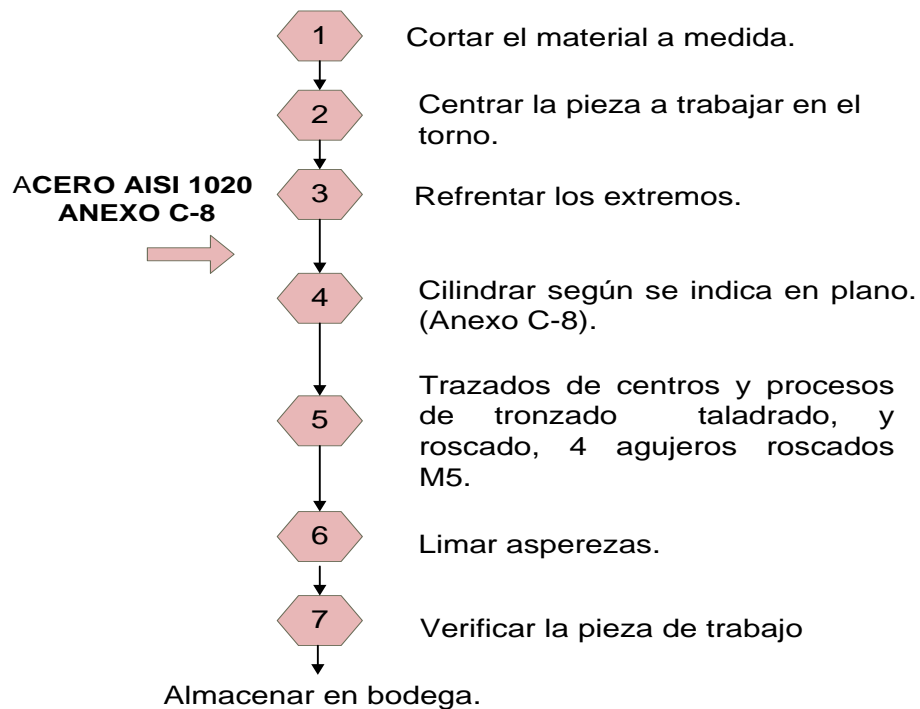 1 Cortar el material a medida.
2 Centrar la pieza a trabajar en el
torno.
ACERO AISI 1020
ANEXO C-8
3 Refrentar los extremos.
4 Cilindrar según se indica en plano.
(Anexo C-8).
5 Trazados de centros y procesos
de tronzado taladrado, y
roscado, 4 agujeros roscados
M5.
6 Limar asperezas.
7 Verificar la pieza de trabajo
Almacenar en bodega.